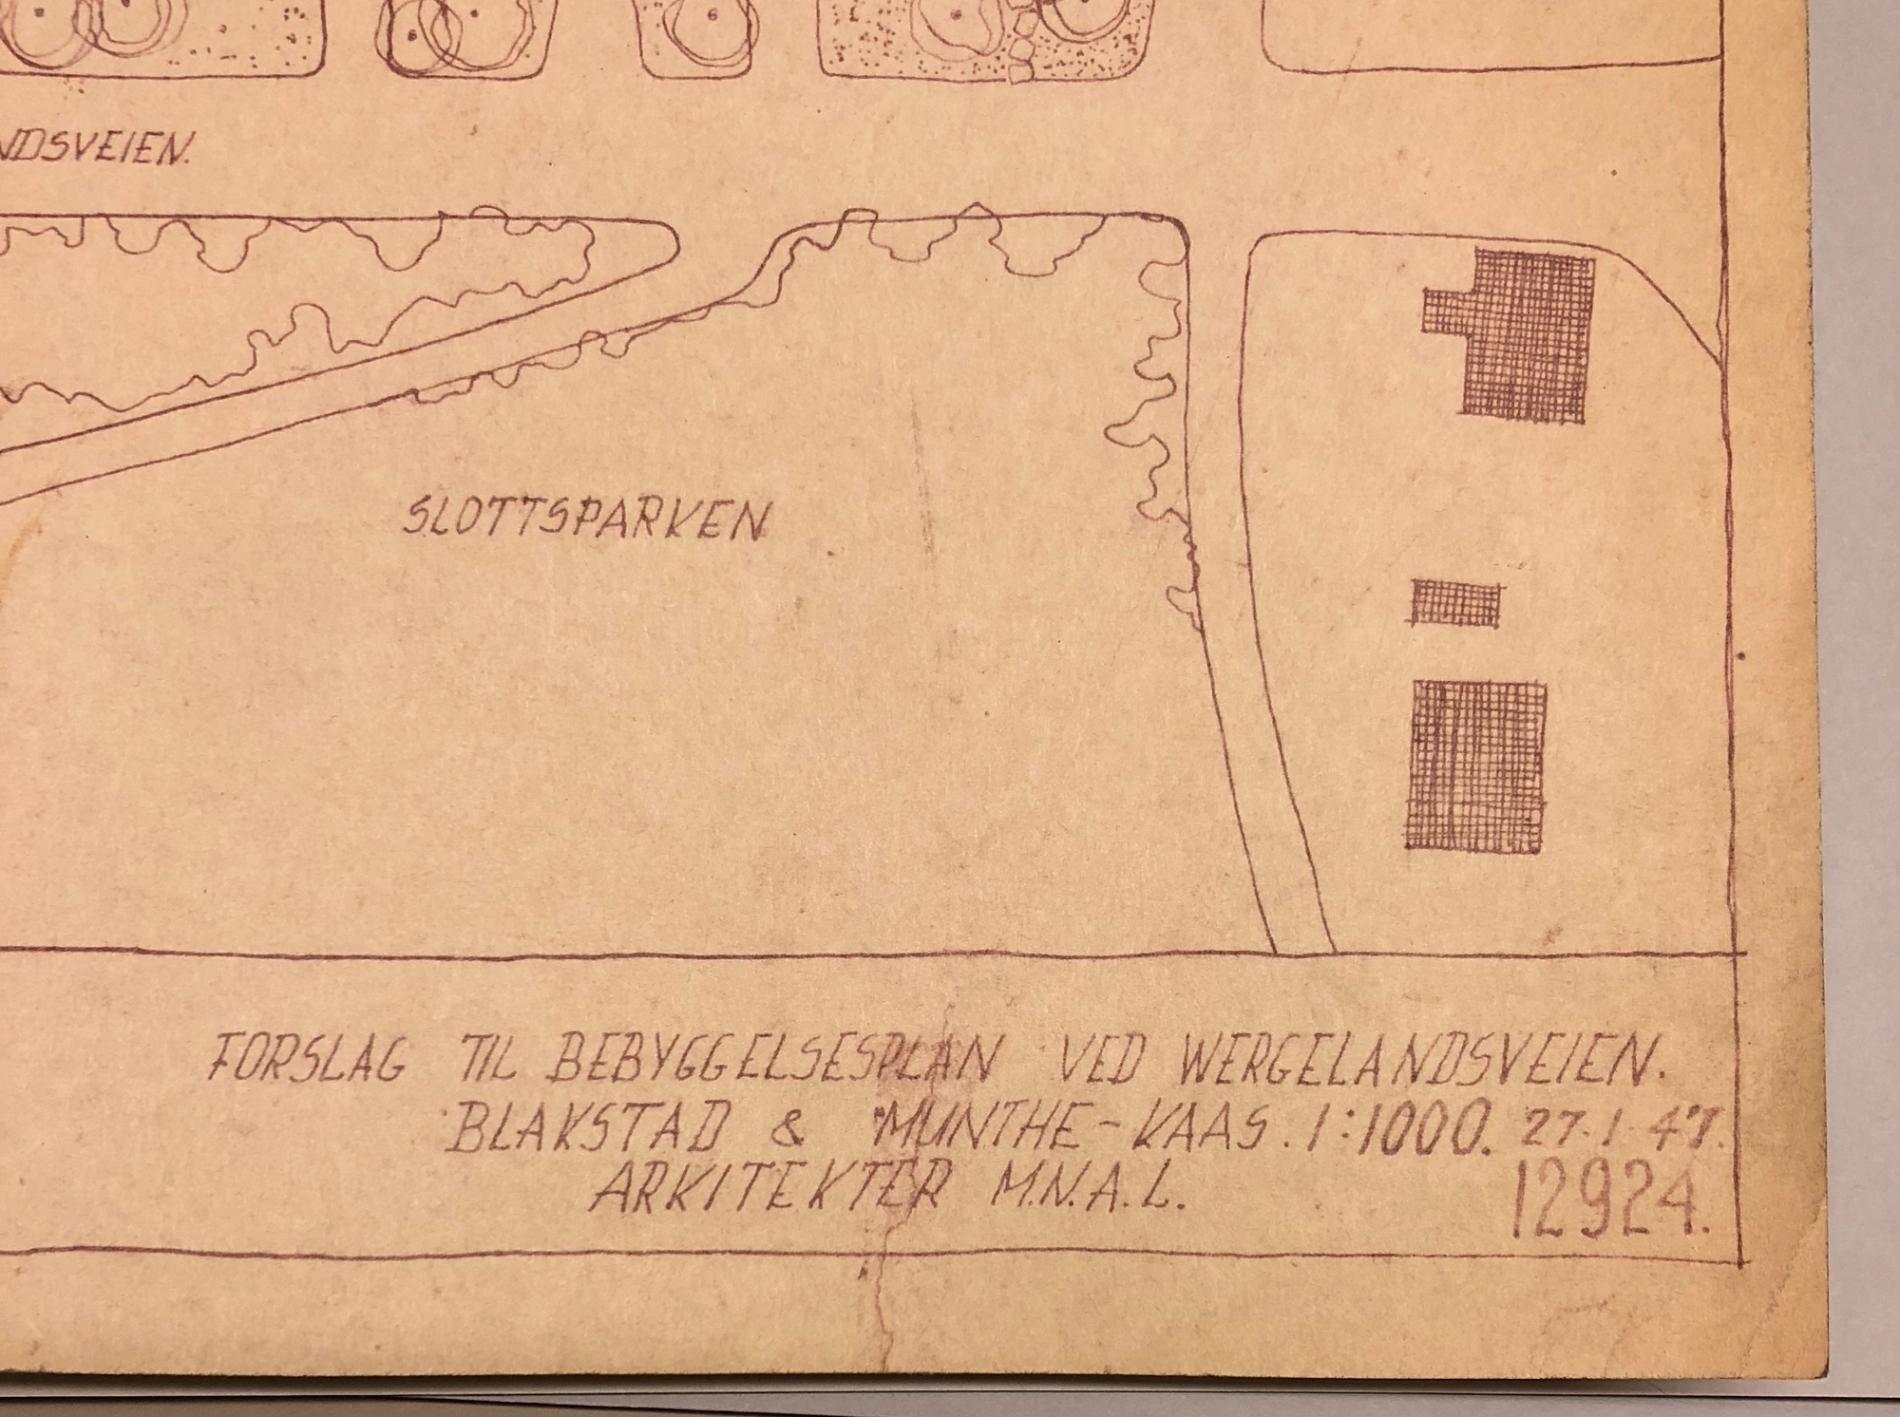 NDSVEIEN.
SLOTTSPARKEN
FORSLAG TIL BEBYGGELSESPLAN VED WERGELANDSVEIEN.
BLAKSTAD & MUNTHE-KAAS. 1:1000. 27.1.47.
ARKITEKTER M.N.A.L.
12924.